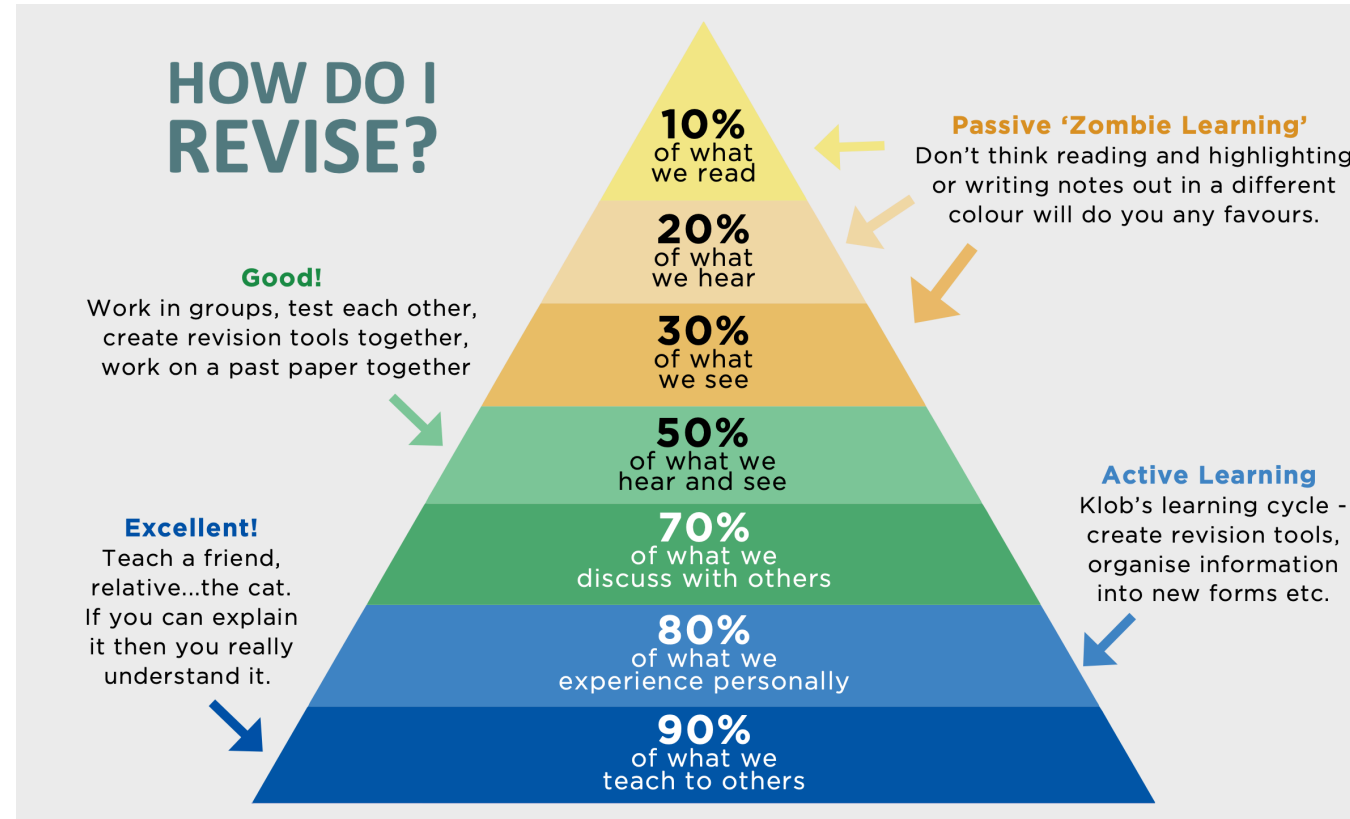 HOW DO I
REVISE?
10%
of what
we read
20%
of what
we hear
30%
of what
we see
50%
of what we
hear and see
70%
of what we
discuss with others
80%
of what we
experience personally
90%
of what we
teach to others
Passive ‘Zombie Learning’
Don’t think reading and highlighting
or writing notes out in a different
colour will do you any favours.
Good!
Work in groups, test each other,
create revision tools together,
work on a past paper together
Active Learning
Klob’s learning cycle -
create revision tools,
organise information
into new forms etc.
Excellent!
Teach a friend,
relative...the cat.
If you can explain
it then you really
understand it.